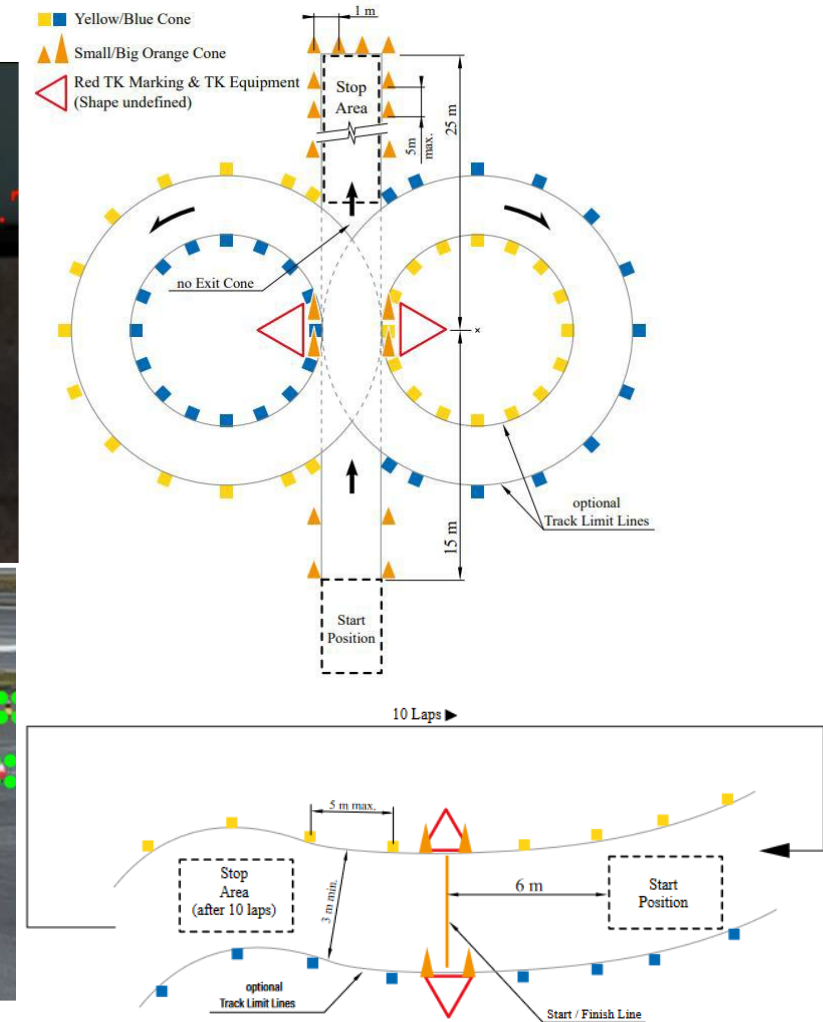 Yellow/Blue Cone
Small/Big Orange Cone
Red TK Marking & TK Equipment
(Shape undefined)
1 m
Stop
Area
5m
max.
25 m
no Exit Cone
optional
Track Limit Lines
15 m
Start
Position
10 Laps
5 m max.
Stop
Area
(after 10 laps)
3 m min.
6 m
Start
Position
optional
Track Limit Lines
Start / Finish Line